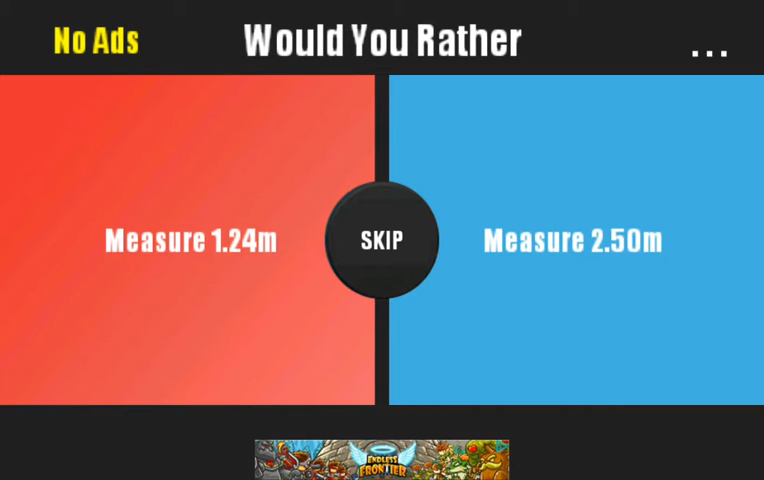 No Ads
Would You Rather
...
Measure 1.24m
SKIP
Measure 2.50m
ENDLESS
FRONTIER